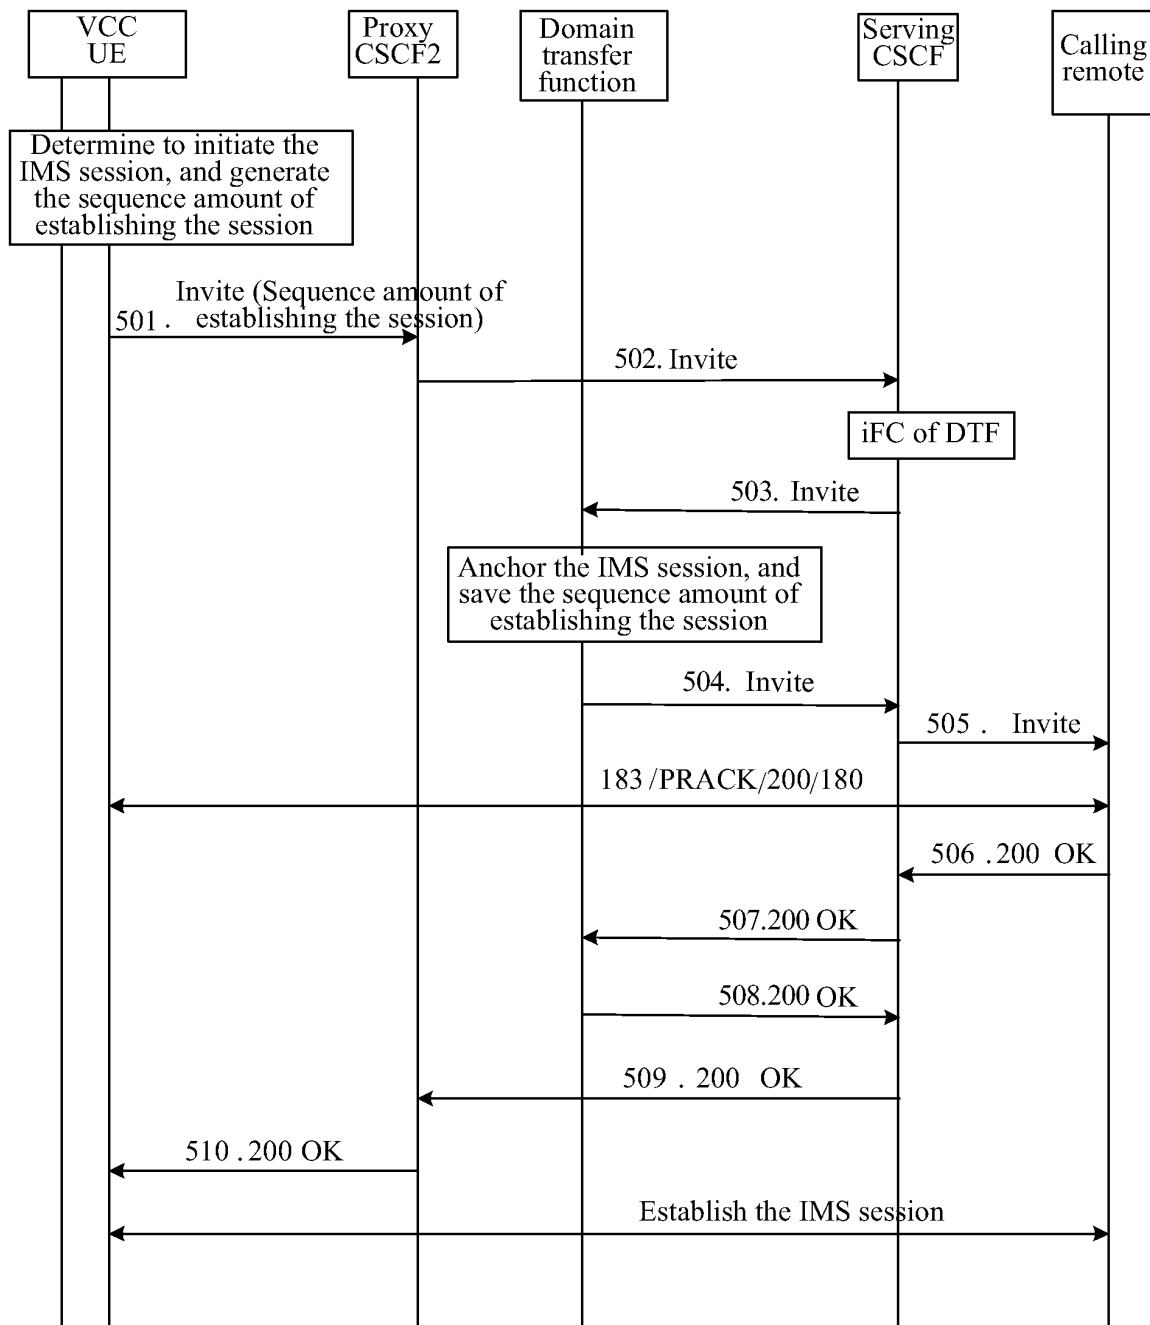 VCC
UE
Proxy
CSCF2
Domain
transfer
function
Serving
CSCF
Calling
remote
Determine to initiate the
IMS session, and generate
the sequence amount of
establishing the session
Invite (Sequence amount of
501. establishing the session)
502. Invite
iFC of DTF
503. Invite
Anchor the IMS session, and
save the sequence amount of
establishing the session
504. Invite
505. Invite
183/PRACK/200/180
506.200 OK
507.200 OK
508.200 OK
509.200 OK
510.200 OK
Establish the IMS session